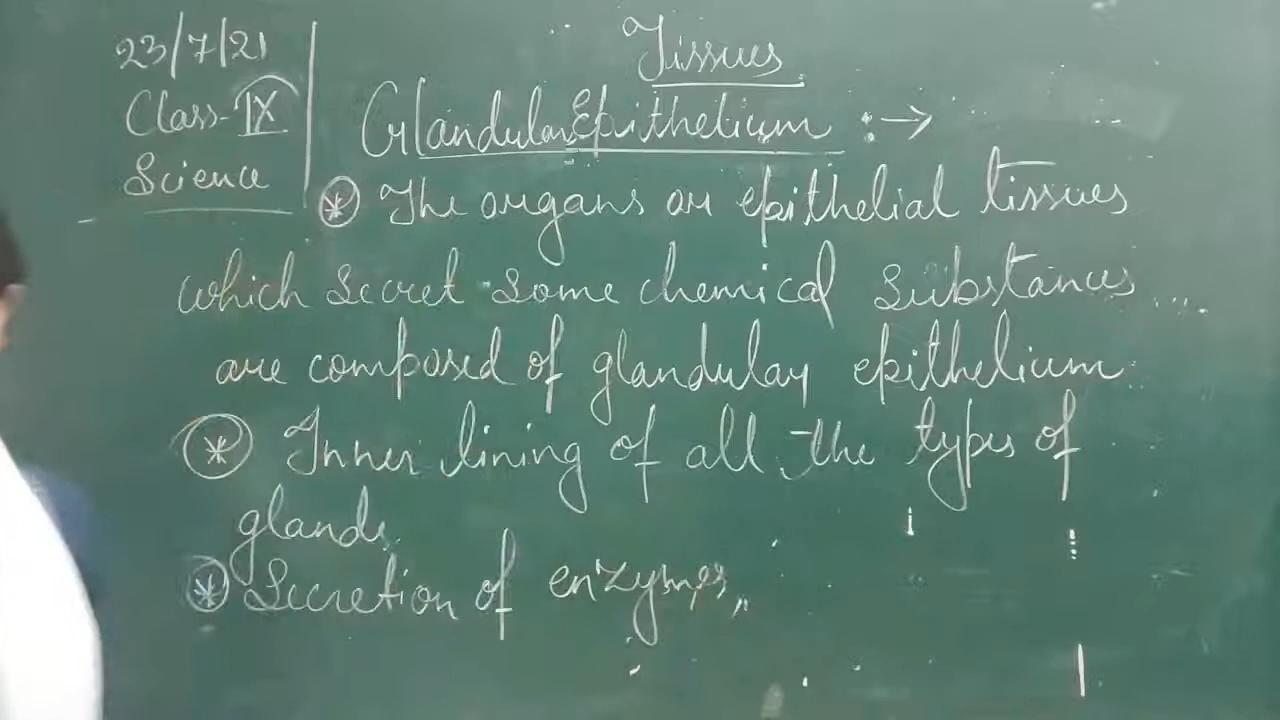 23/7/21
Class-IX
Science
Tissues
Glandular Epithelium :→
The organs or epithelial tissues
which secret some chemical substances
are composed of glandular epithelium
Inner lining of all the types of
glands
Secretion of enzymes,,